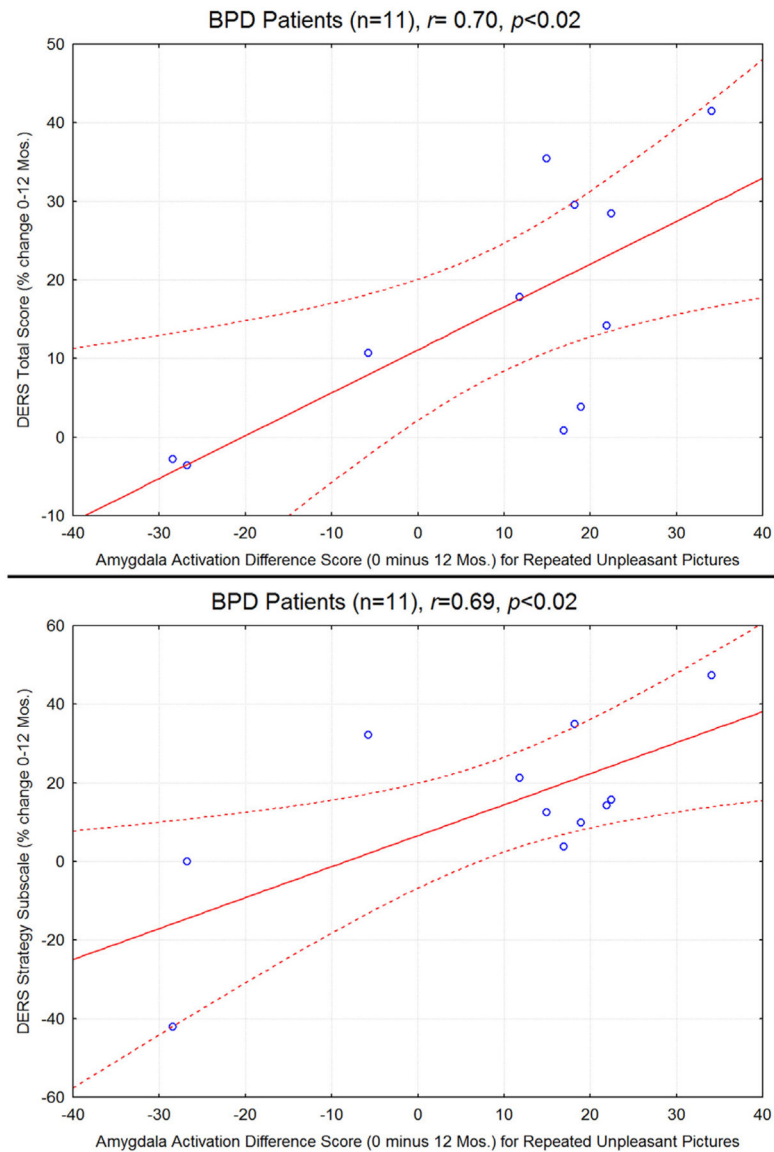 BPD Patients (n=11), r= 0.70, p<0.02
50
40
30
20
10
0
-10
DERS Total Score (% change 0-12 Mos.)
-40 -30 -20 -10 0 10 20 30 40
Amygdala Activation Difference Score (0 minus 12 Mos.) for Repeated Unpleasant Pictures
BPD Patients (n=11), r=0.69, p<0.02
60
40
20
0
-20
-40
-60
DERS Strategy Subscale (% change 0-12 Mos.)
-40 -30 -20 -10 0 10 20 30 40
Amygdala Activation Difference Score (0 minus 12 Mos.) for Repeated Unpleasant Pictures